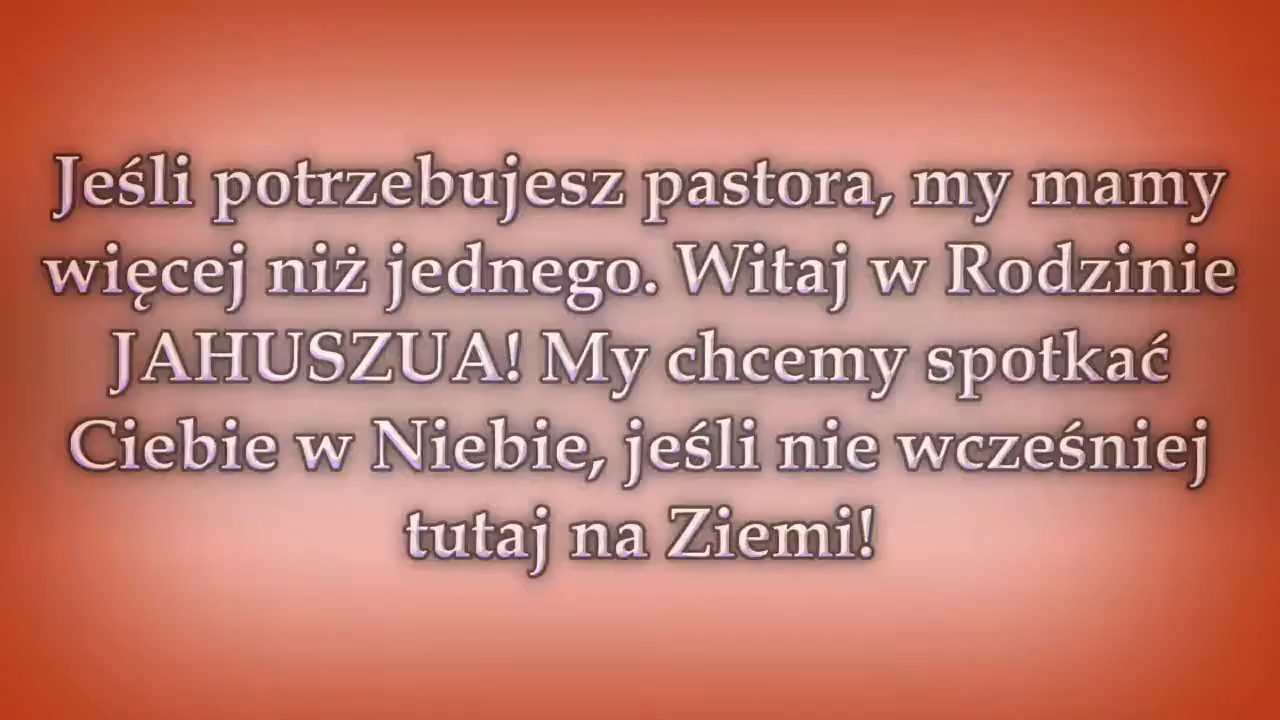 Jeśli potrzebujesz pastora, my mamy
więcej niż jednego. Witaj w Rodzinie
JAHUSZUA! My chcemy spotkać
Ciebie w Niebie, jeśli nie wcześniej
tutaj na Ziemi!